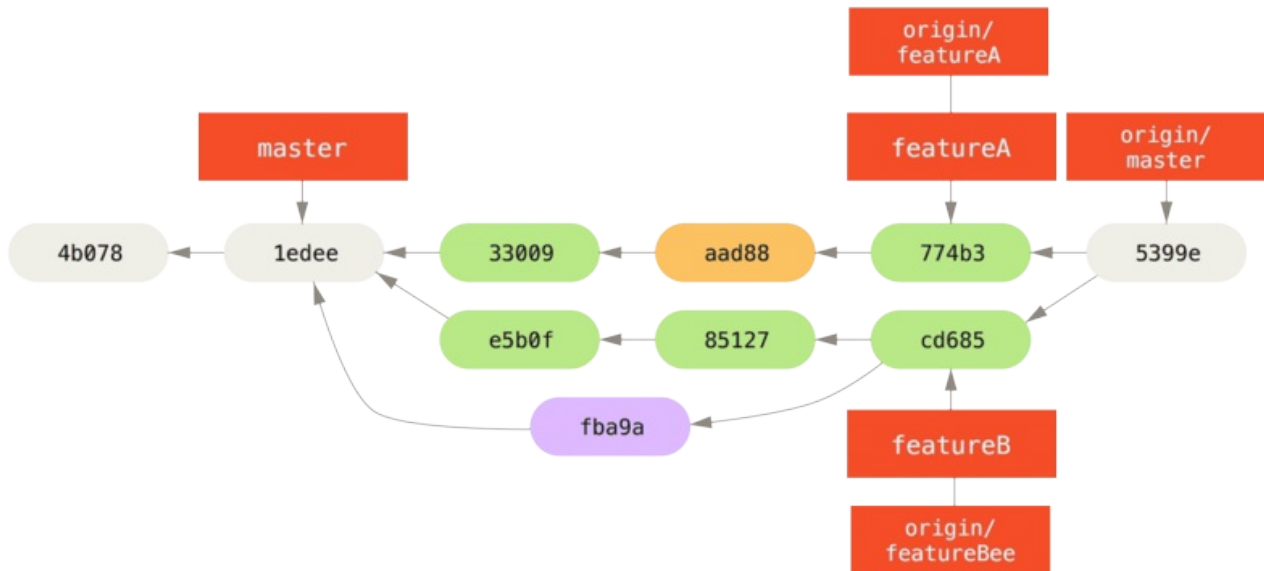 origin/
featureA
master
featureA
origin/
master
4b078
1edee
33009
aad88
774b3
5399e
e5b0f
85127
cd685
fba9a
featureB
origin/
featureBee